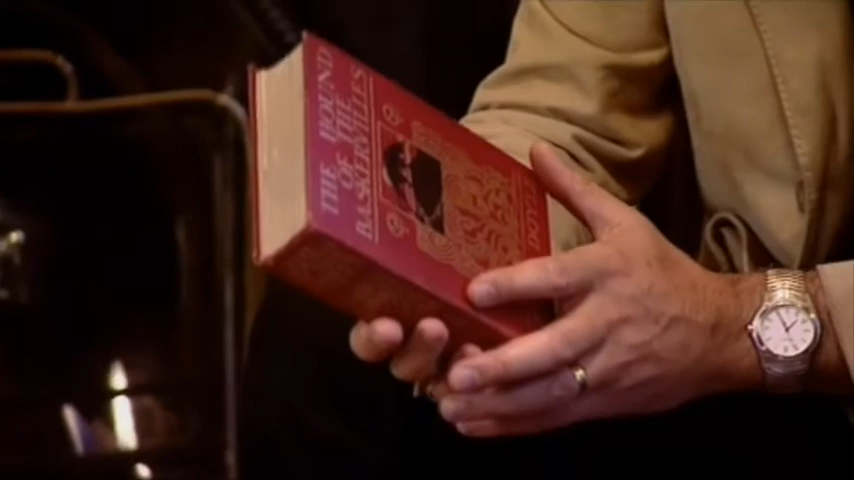 THE HOUND
OF THE
BASKERVILLES
DOYLE